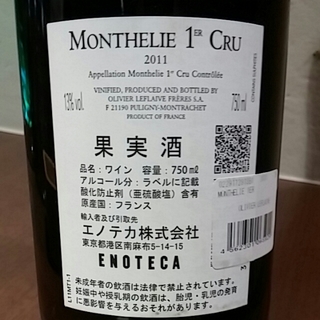 MONTHELIE 1ER CRU
2011
Appellation Monthelie 1er Cru Contrôlée
13% vol.
VINIFIED, PRODUCED AND BOTTLED BY
OLIVIER LEFLAIVE FRÈRES S.A.
F 21190 PULIGNY-MONTRACHET
PRODUCT OF FRANCE
750 ml
CONTAINS SULFITES
果実酒
品名：ワイン 容量：750ml
アルコール分：ラベルに記載
酸化防止剤（亜硫酸塩）含有
原産国：フランス
輸入者及び引取先
エノテカ株式会社
東京都港区南麻布5-14-15
ENOTECA
未成年者の飲酒は法律で禁止されています。
妊娠中や授乳期の飲酒は、胎児・乳児の発育
に悪影響を与えるおそれがあります。
MONTHELIE 1ER